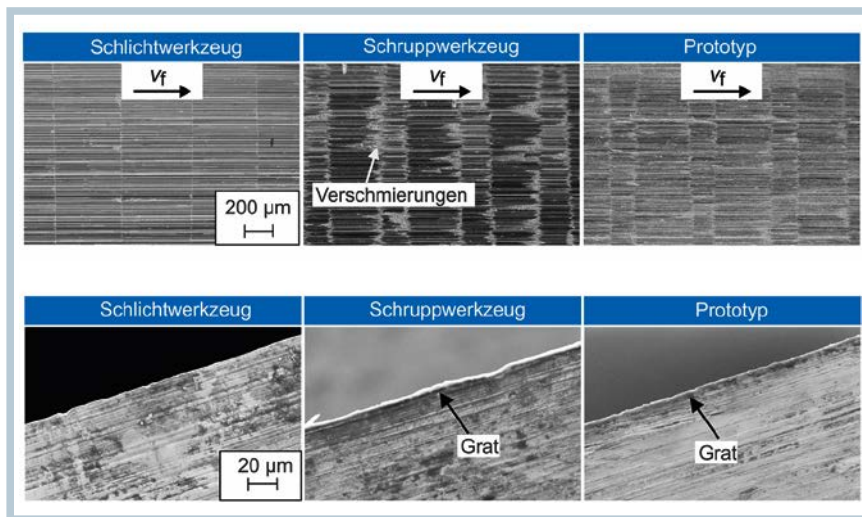 Schlichtwerkzeug
Schruppwerkzeug
Prototyp
vf
vf
vf
Verschmierungen
200 µm
Schlichtwerkzeug
Schruppwerkzeug
Prototyp
Grat
Grat
20 µm